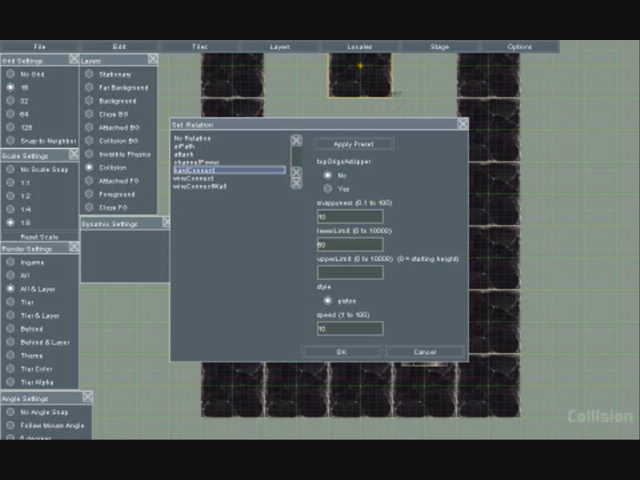 File Edit Tiles Layers Locales Stage Options
Grid Settings
No Grid
16
32
64
128
Snap to Neighbor
Scale Settings
No Scale Snap
1:1
1:2
1:4
1:8
Reset Scale
Render Settings
Ingame
All
All & Layer
Tier
Tier & Layer
Behind
Behind & Layer
Theme
Tier Color
Tier Alpha
Angle Settings
No Angle Snap
Follow Mouse Angle
Layers
Stationary
Far Background
Background
Close BG
Attached BG
Collision BG
Invisible Physics
Collision
Attached FG
Foreground
Close FG
Dynamic Settings
Set Relation
No Relation
aiPath
attach
channelPower
hardConnect
wireConnect
wireConnectWall
Apply Preset
No
Yes
snappyness (0.1 to 100)
10
lowerLimit (0 to 10000)
60
upperLimit (0 to 10000) (0 = starting height)
style
piston
speed (1 to 100)
10
OK Cancel
Collision